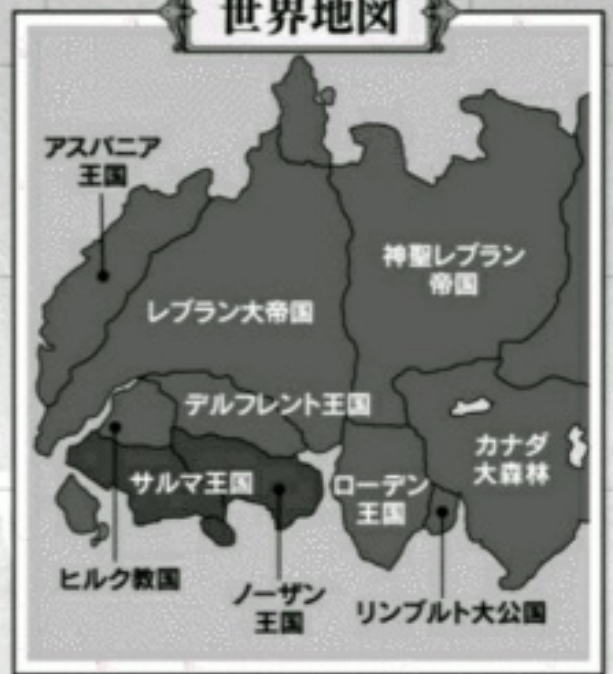 世界地図
アスパニア
王国
神聖レブラン
帝国
レブラン大帝国
デルフレント王国
カナダ
大森林
サルマ王国
ローデン
王国
ヒルク教国
ノーザン
王国
リンブルト大公国